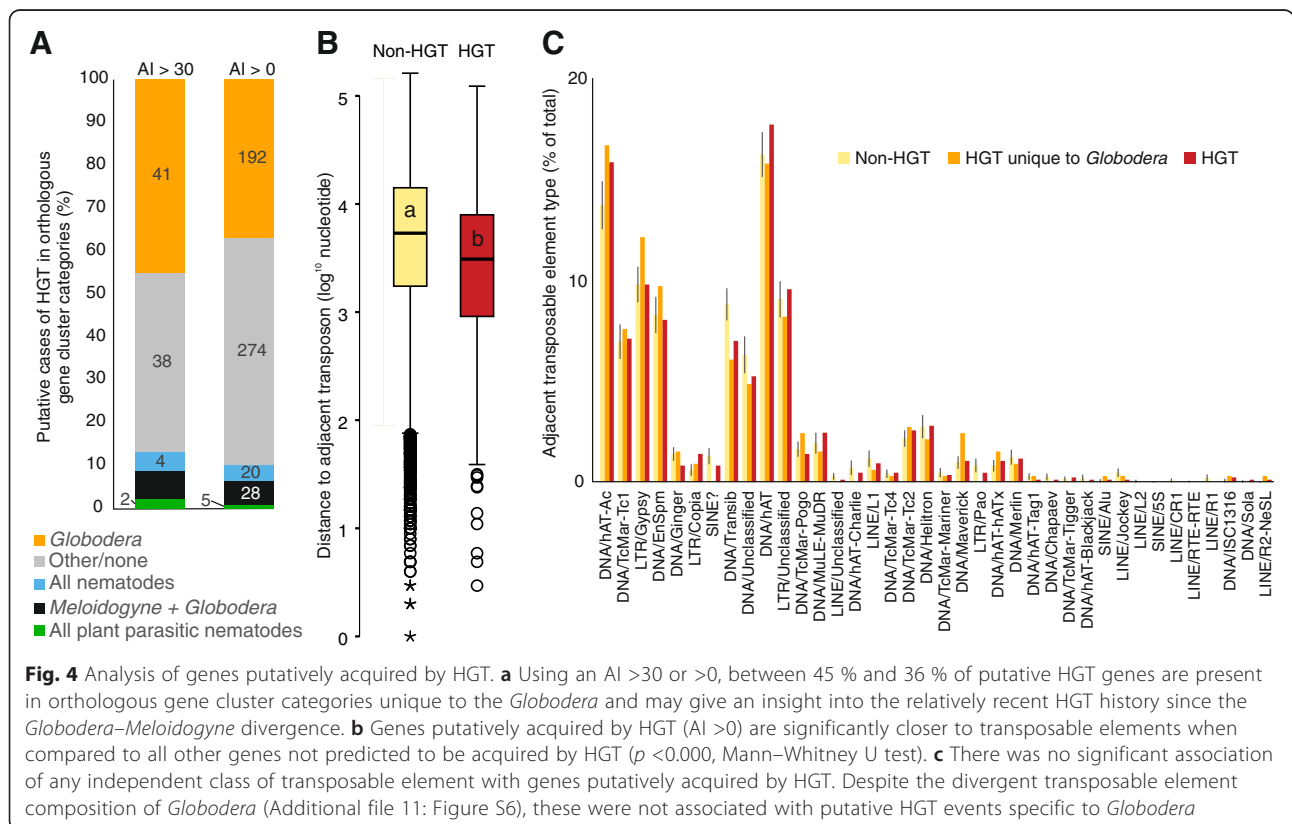 A
AI > 30
AI > 0
Putative cases of HGT in orthologous
gene cluster categories (%)
100
90
80
70
60
50
40
30
20
10
0
41
38
4
2
192
274
20
28
5
Globodera
Other/none
All nematodes
Meloidogyne + Globodera
All plant parasitic nematodes
B
Non-HGT
HGT
Distance to adjacent transposon (log¹⁰ nucleotide)
5
4
3
2
1
0
a
b
C
Adjacent transposable element type (% of total)
20
10
0
Non-HGT
HGT unique to Globodera
HGT
DNA/hAT-Ac
DNA/TcMar-Tc1
LTR/Gypsy
DNA/EnSpm
DNA/Ginger
LTR/Copia
SINE?
DNA/Transib
DNA/Unclassified
DNA/hAT
LTR/Unclassified
DNA/TcMar-Pogo
DNA/MuLE-MuDR
LINE/Unclassified
DNA/hAT-Charlie
LINE/L1
DNA/TcMar-Tc4
DNA/TcMar-Tc2
DNA/Helitron
DNA/TcMar-Mariner
DNA/Maverick
LTR/Pao
DNA/hAT-hATx
DNA/Merlin
DNA/hAT-Tag1
DNA/Chapaev
DNA/TcMar-Tigger
DNA/hAT-Blackjack
SINE/Alu
LINE/Jockey
LINE/L2
SINE/5S
LINE/CR1
LINE/RTE-RTE
LINE/R1
DNA/ISC1316
DNA/Sola
LINE/R2-NeSL
Fig. 4 Analysis of genes putatively acquired by HGT. a Using an AI >30 or >0, between 45 % and 36 % of putative HGT genes are present
in orthologous gene cluster categories unique to the Globodera and may give an insight into the relatively recent HGT history since the
Globodera–Meloidogyne divergence. b Genes putatively acquired by HGT (AI >0) are significantly closer to transposable elements when
compared to all other genes not predicted to be acquired by HGT (p <0.000, Mann–Whitney U test). c There was no significant association
of any independent class of transposable element with genes putatively acquired by HGT. Despite the divergent transposable element
composition of Globodera (Additional file 11: Figure S6), these were not associated with putative HGT events specific to Globodera